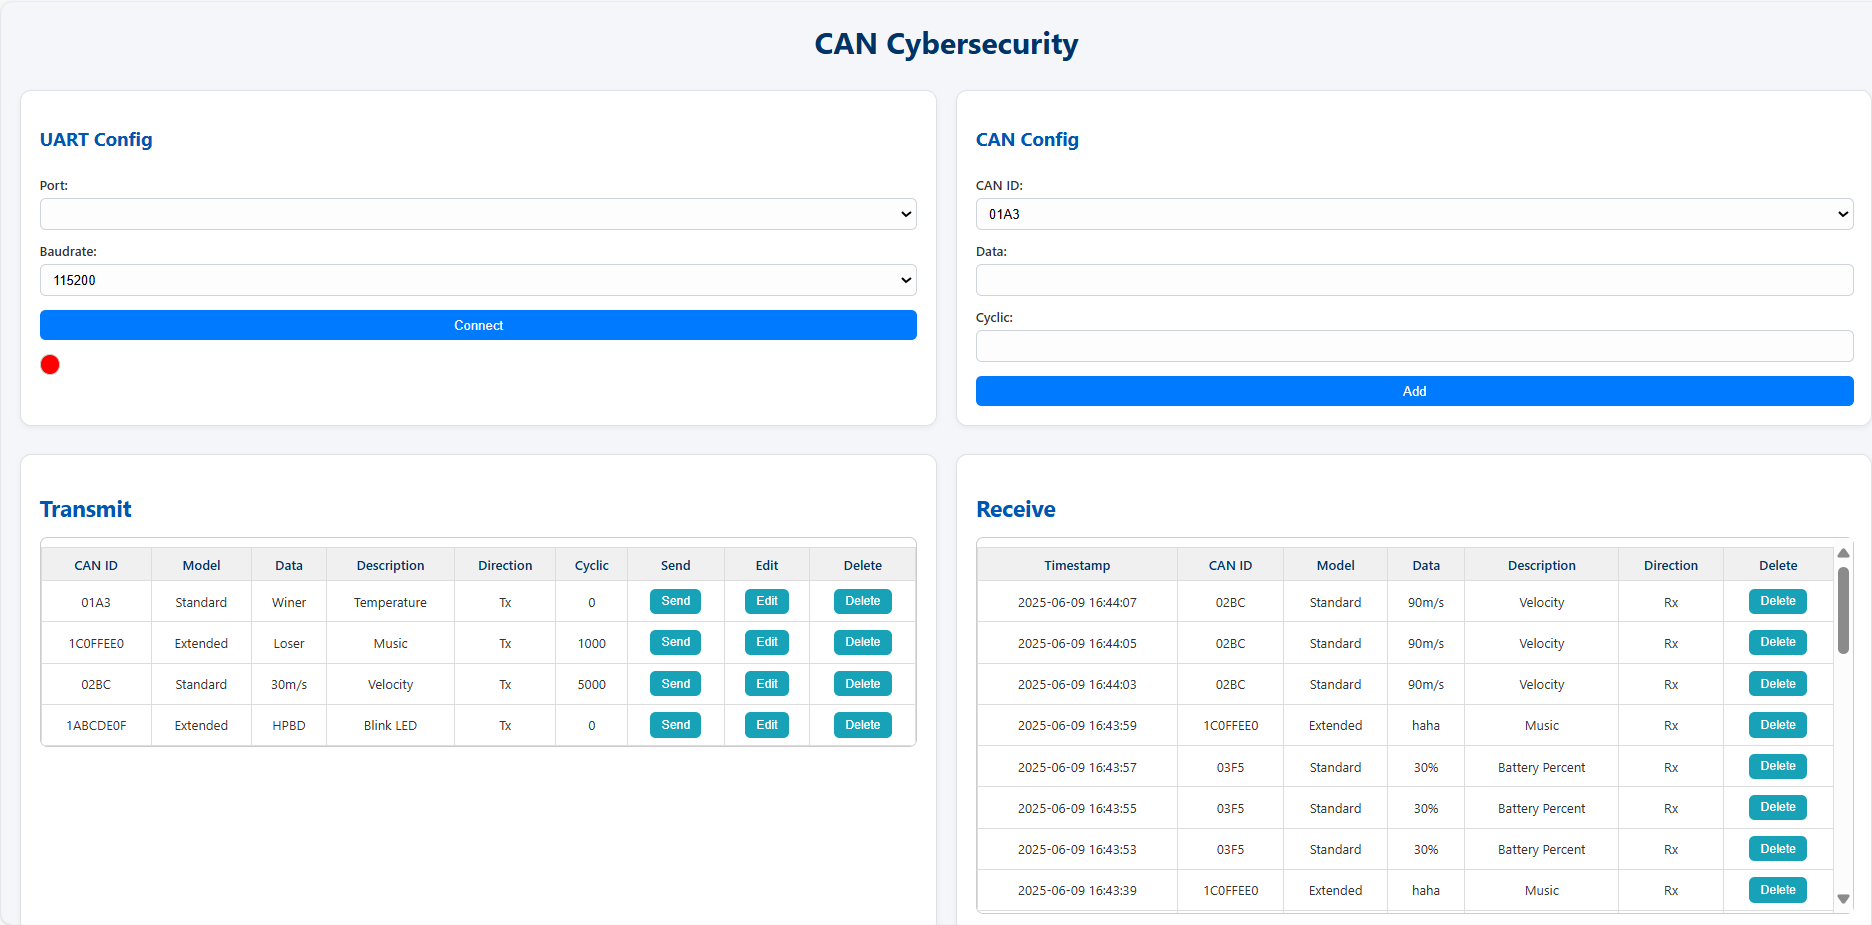 CAN Cybersecurity
UART Config
Port:
Baudrate:
115200
Connect
CAN Config
CAN ID:
01A3
Data:
Cyclic:
Add
Transmit
CAN ID Model Data Description Direction Cyclic Send Edit Delete
01A3 Standard Winer Temperature Tx 0 Send Edit Delete
1C0FFEE0 Extended Loser Music Tx 1000 Send Edit Delete
02BC Standard 30m/s Velocity Tx 5000 Send Edit Delete
1ABCDE0F Extended HPBD Blink LED Tx 0 Send Edit Delete
Receive
Timestamp CAN ID Model Data Description Direction Delete
2025-06-09 16:44:07 02BC Standard 90m/s Velocity Rx Delete
2025-06-09 16:44:05 02BC Standard 90m/s Velocity Rx Delete
2025-06-09 16:44:03 02BC Standard 90m/s Velocity Rx Delete
2025-06-09 16:43:59 1C0FFEE0 Extended haha Music Rx Delete
2025-06-09 16:43:57 03F5 Standard 30% Battery Percent Rx Delete
2025-06-09 16:43:55 03F5 Standard 30% Battery Percent Rx Delete
2025-06-09 16:43:53 03F5 Standard 30% Battery Percent Rx Delete
2025-06-09 16:43:39 1C0FFEE0 Extended haha Music Rx Delete